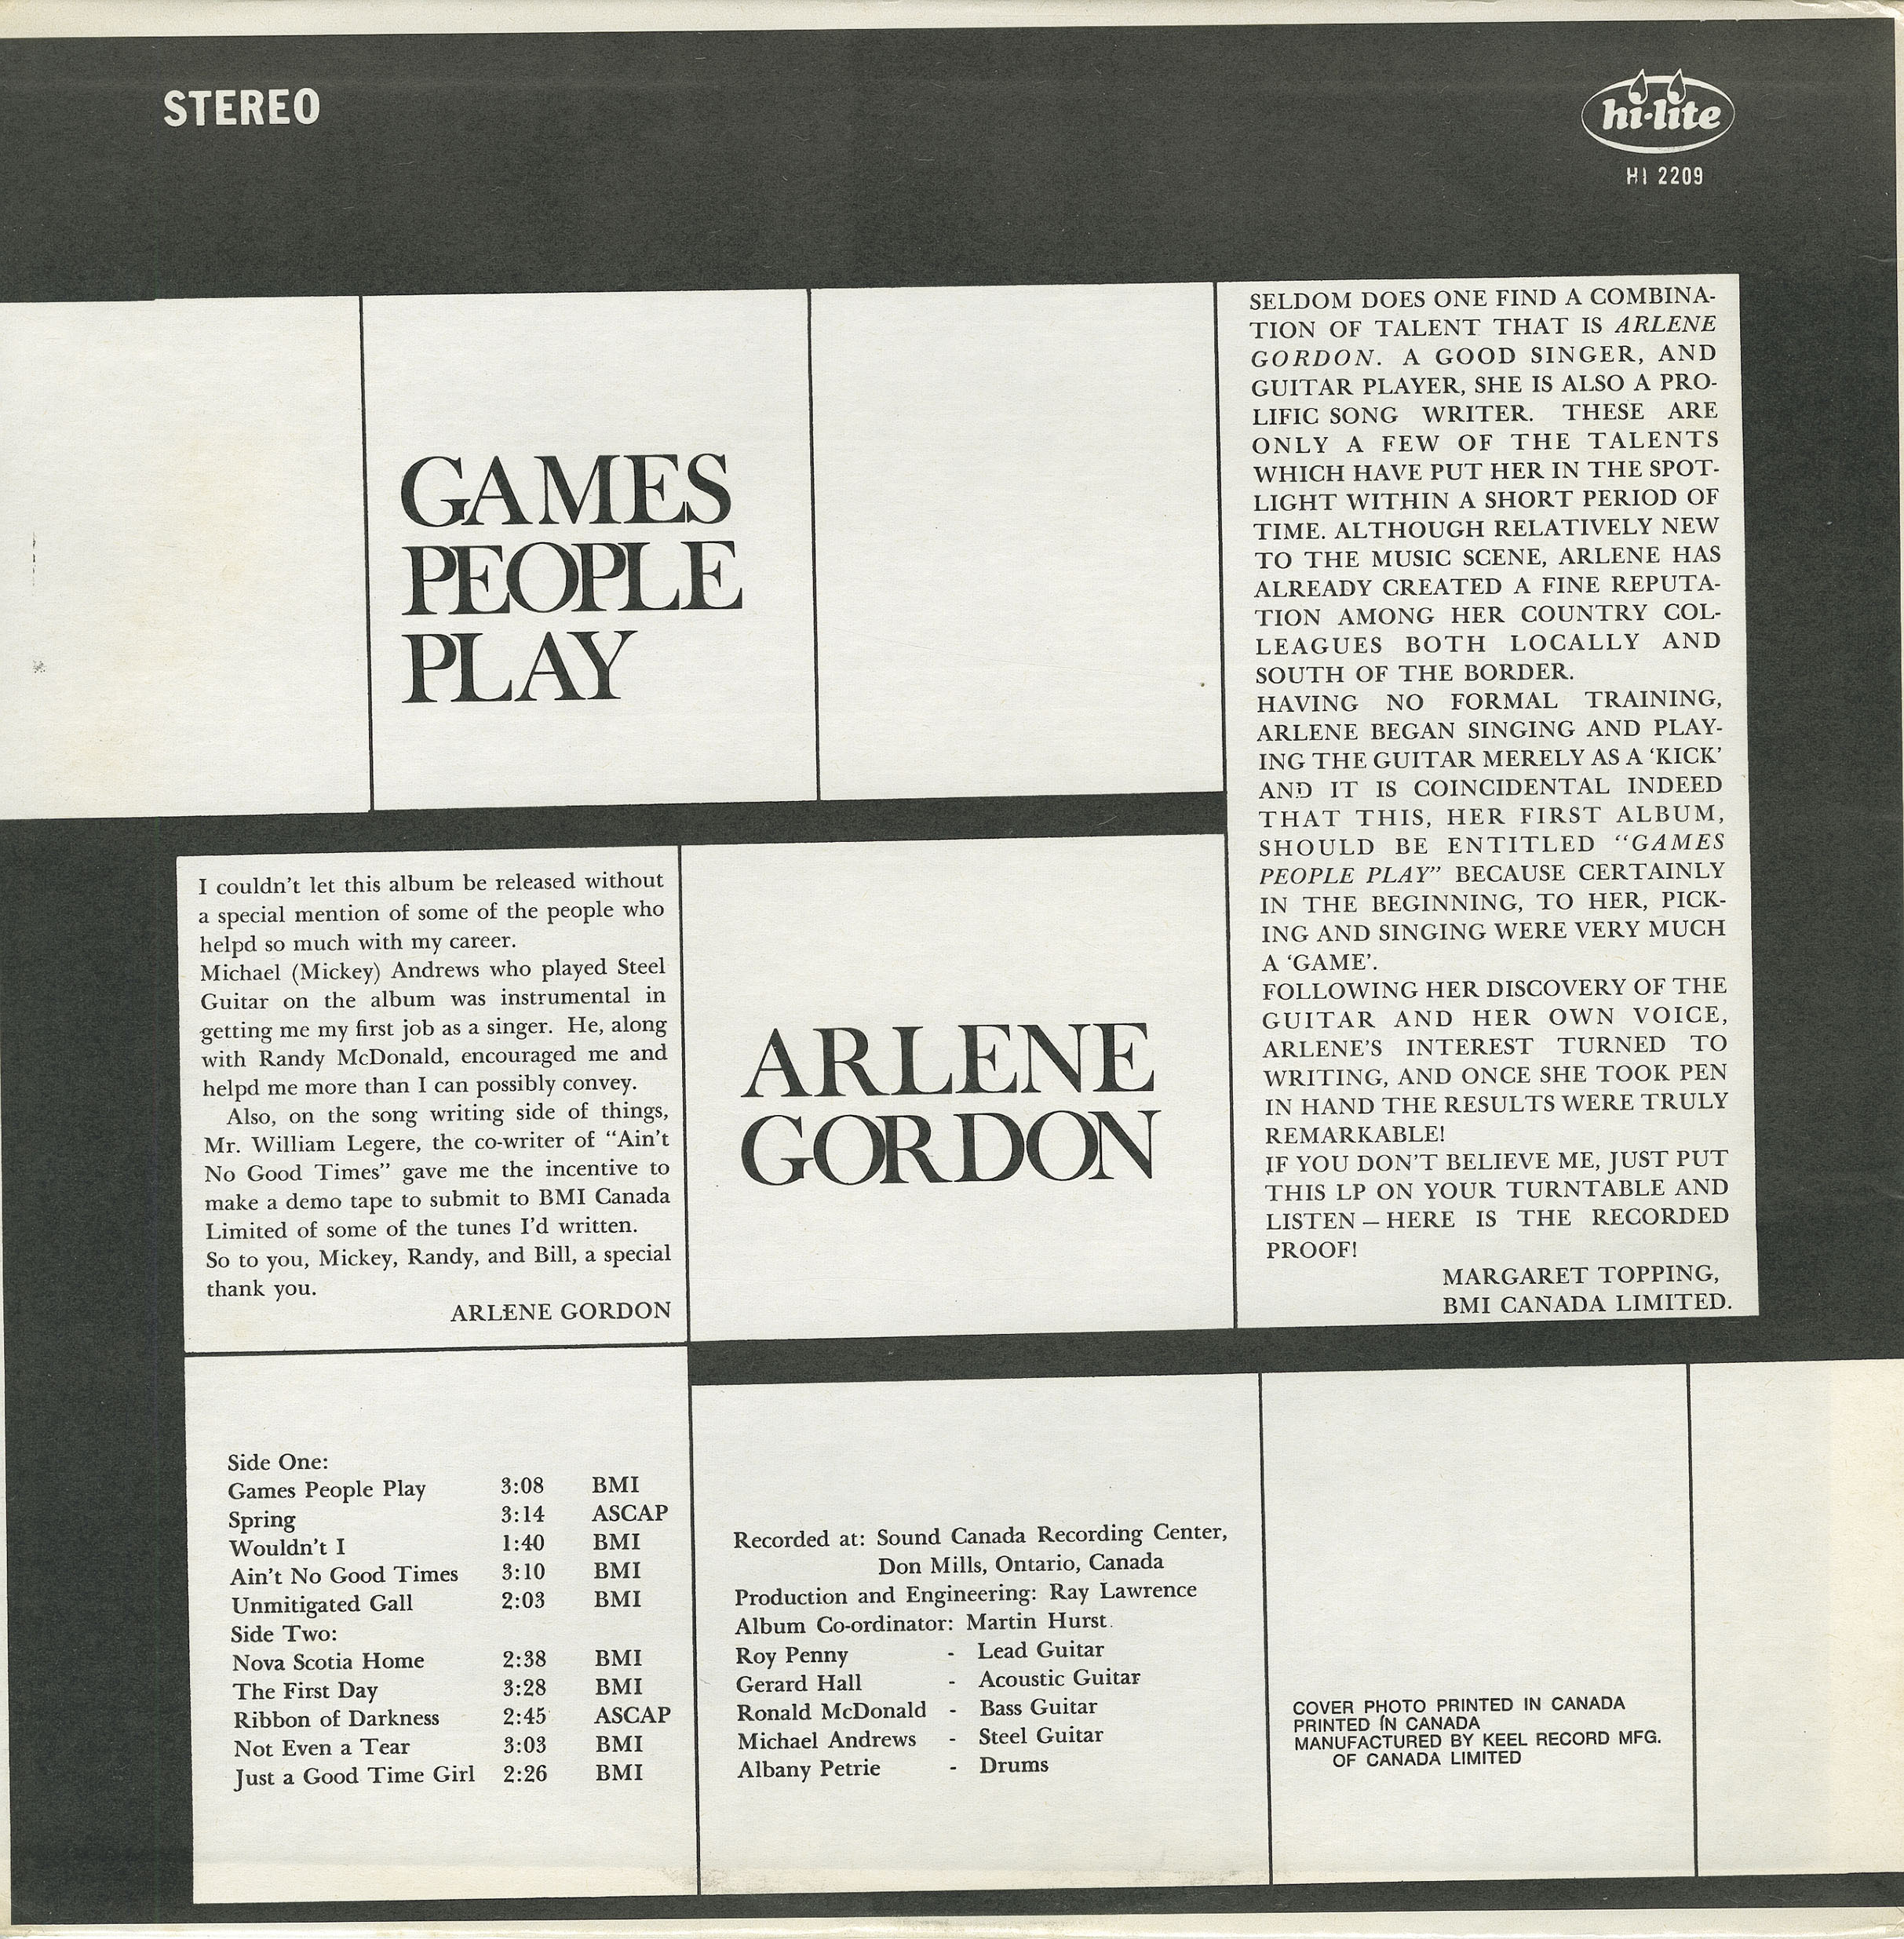 STEREO
hi·lite
HI 2209
GAMES
PEOPLE
PLAY
SELDOM DOES ONE FIND A COMBINA-
TION OF TALENT THAT IS ARLENE
GORDON. A GOOD SINGER, AND
GUITAR PLAYER, SHE IS ALSO A PRO-
LIFIC SONG WRITER. THESE ARE
ONLY A FEW OF THE TALENTS
WHICH HAVE PUT HER IN THE SPOT-
LIGHT WITHIN A SHORT PERIOD OF
TIME. ALTHOUGH RELATIVELY NEW
TO THE MUSIC SCENE, ARLENE HAS
ALREADY CREATED A FINE REPUTA-
TION AMONG HER COUNTRY COL-
LEAGUES BOTH LOCALLY AND
SOUTH OF THE BORDER.
HAVING NO FORMAL TRAINING,
ARLENE BEGAN SINGING AND PLAY-
ING THE GUITAR MERELY AS A ‘KICK’
AND IT IS COINCIDENTAL INDEED
THAT THIS, HER FIRST ALBUM,
SHOULD BE ENTITLED “GAMES
PEOPLE PLAY” BECAUSE CERTAINLY
IN THE BEGINNING, TO HER, PICK-
ING AND SINGING WERE VERY MUCH
A ‘GAME’.
FOLLOWING HER DISCOVERY OF THE
GUITAR AND HER OWN VOICE,
ARLENE’S INTEREST TURNED TO
WRITING, AND ONCE SHE TOOK PEN
IN HAND THE RESULTS WERE TRULY
REMARKABLE!
IF YOU DON’T BELIEVE ME, JUST PUT
THIS LP ON YOUR TURNTABLE AND
LISTEN – HERE IS THE RECORDED
PROOF!
MARGARET TOPPING,
BMI CANADA LIMITED.
I couldn’t let this album be released without
a special mention of some of the people who
helpd so much with my career.
Michael (Mickey) Andrews who played Steel
Guitar on the album was instrumental in
getting me my first job as a singer. He, along
with Randy McDonald, encouraged me and
helpd me more than I can possibly convey.
Also, on the song writing side of things,
Mr. William Legere, the co-writer of “Ain’t
No Good Times” gave me the incentive to
make a demo tape to submit to BMI Canada
Limited of some of the tunes I’d written.
So to you, Mickey, Randy, and Bill, a special
thank you.
ARLENE GORDON
ARLENE
GORDON
Side One:
Games People Play 3:08 BMI
Spring 3:14 ASCAP
Wouldn’t I 1:40 BMI
Ain’t No Good Times 3:10 BMI
Unmitigated Gall 2:03 BMI
Side Two:
Nova Scotia Home 2:38 BMI
The First Day 3:28 BMI
Ribbon of Darkness 2:45 ASCAP
Not Even a Tear 3:03 BMI
Just a Good Time Girl 2:26 BMI
Recorded at: Sound Canada Recording Center,
Don Mills, Ontario, Canada
Production and Engineering: Ray Lawrence
Album Co-ordinator: Martin Hurst.
Roy Penny - Lead Guitar
Gerard Hall - Acoustic Guitar
Ronald McDonald - Bass Guitar
Michael Andrews - Steel Guitar
Albany Petrie - Drums
COVER PHOTO PRINTED IN CANADA
PRINTED IN CANADA
MANUFACTURED BY KEEL RECORD MFG.
OF CANADA LIMITED